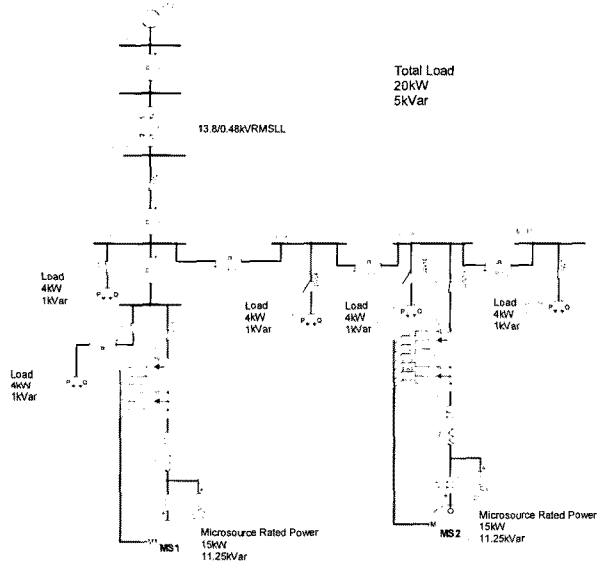 Total Load
20kW
5kVar
13.8/0.48kVRMSLL
Load
4kW
1kVar
P
Load
4kW
1kVar
P Q
Load
4kW
1kVar
P Q
Load
4kW
1kVar
P Q
Load
4kW
1kVar
P Q
Microsource Rated Power
15kW
11.25kVar
MS1
Microsource Rated Power
15kW
11.25kVar
M
MS2